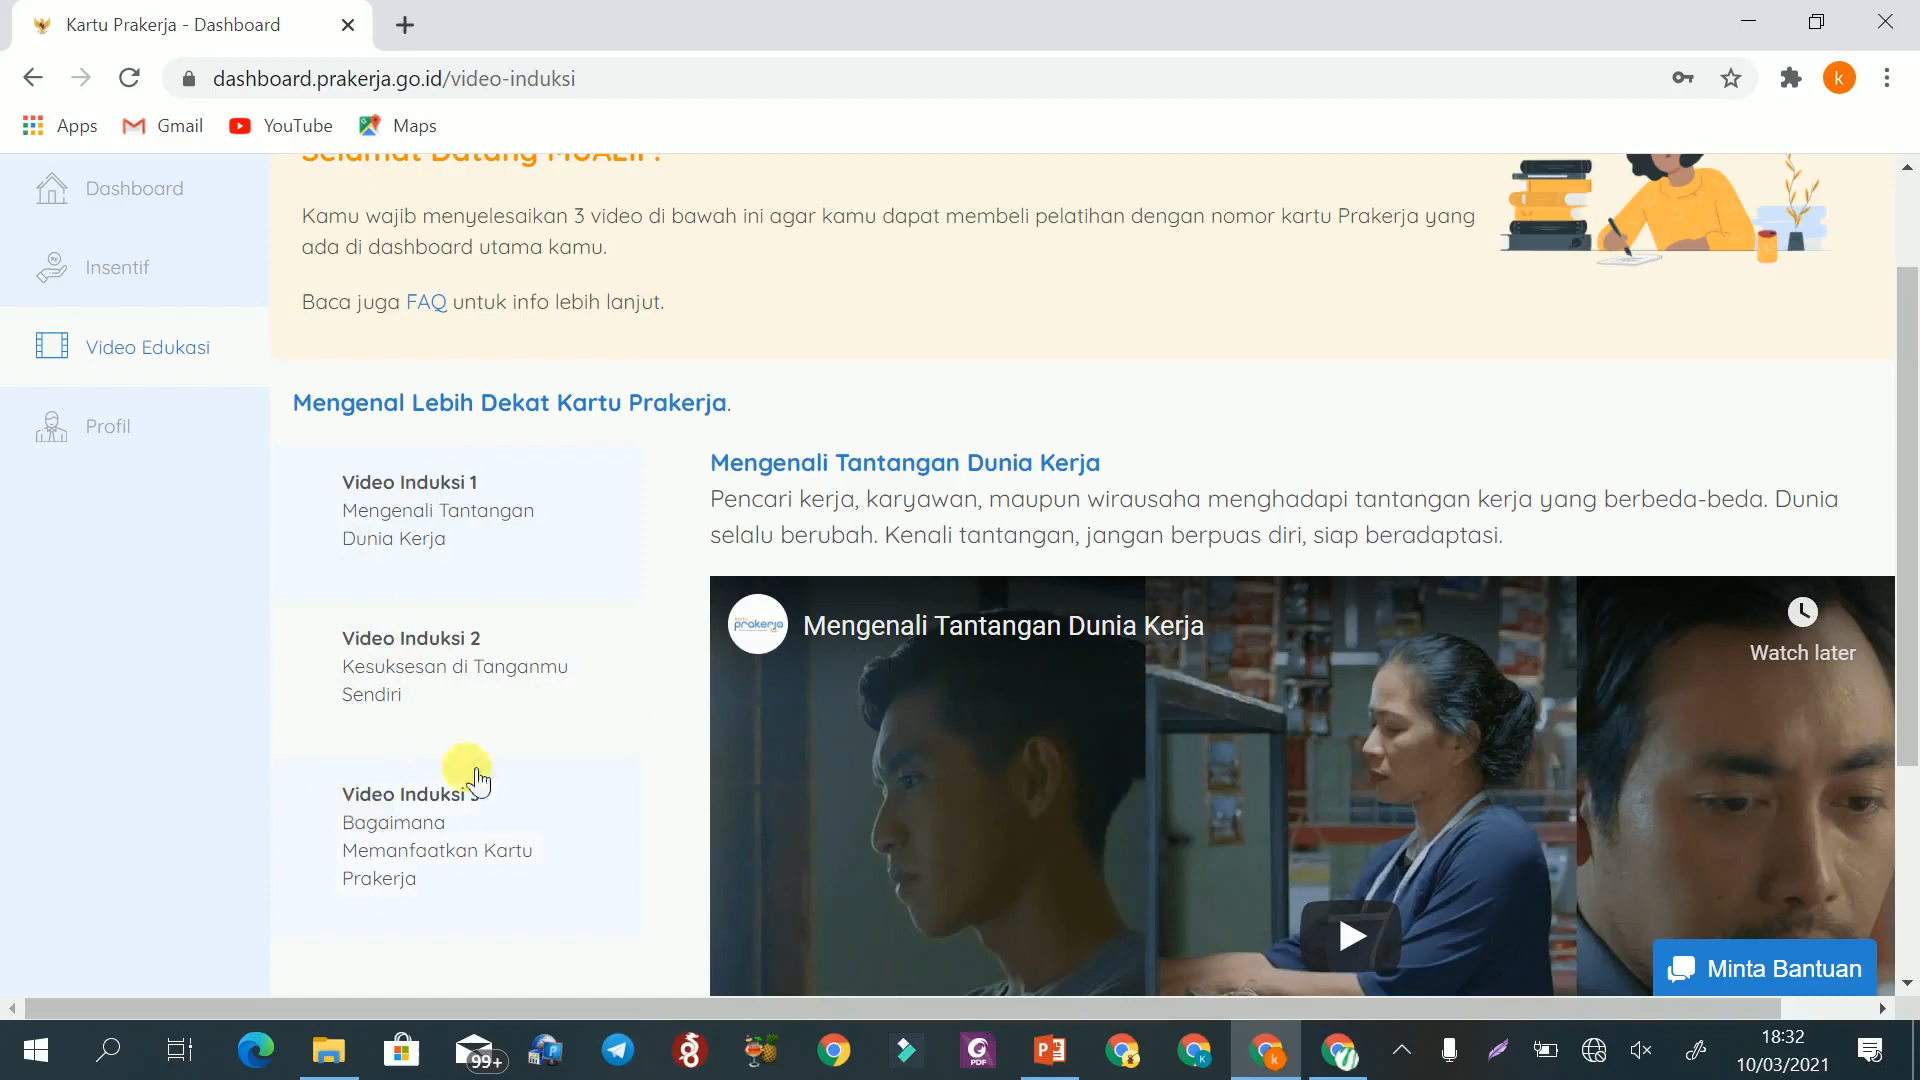 Kartu Prakerja - Dashboard
dashboard.prakerja.go.id/video-induksi
k
Apps
Gmail
YouTube
Maps
Selamat Datang
Dashboard
Insentif
Video Edukasi
Profil
Kamu wajib menyelesaikan 3 video di bawah ini agar kamu dapat membeli pelatihan dengan nomor kartu Prakerja yang
ada di dashboard utama kamu.
Baca juga FAQ untuk info lebih lanjut.
Mengenal Lebih Dekat Kartu Prakerja.
Video Induksi 1
Mengenali Tantangan
Dunia Kerja
Video Induksi 2
Kesuksesan di Tanganmu
Sendiri
Video Induksi
Bagaimana
Memanfaatkan Kartu
Prakerja
Mengenali Tantangan Dunia Kerja
Pencari kerja, karyawan, maupun wirausaha menghadapi tantangan kerja yang berbeda-beda. Dunia
selalu berubah. Kenali tantangan, jangan berpuas diri, siap beradaptasi.
prakerja
Mengenali Tantangan Dunia Kerja
Watch later
Minta Bantuan
99+
PDF
18:32
10/03/2021